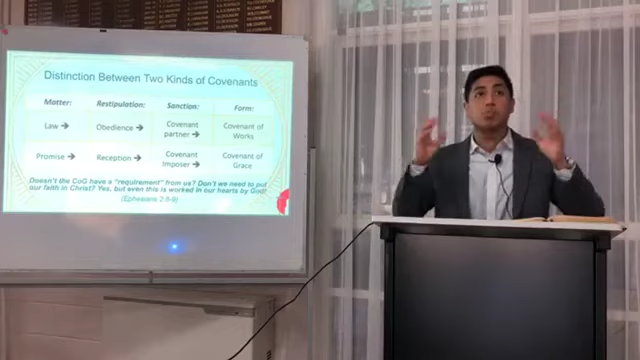 Distinction Between Two Kinds of Covenants
Matter: Restipulation: Sanction: Form:
Law → Obedience → Covenant partner → Covenant of Works
Promise → Reception → Covenant Imposer → Covenant of Grace
Doesn't the CoG have a "requirement" from us? Don't we need to put
our faith in Christ? Yes, but even this is worked in our hearts by God!
(Ephesians 2:8-9)